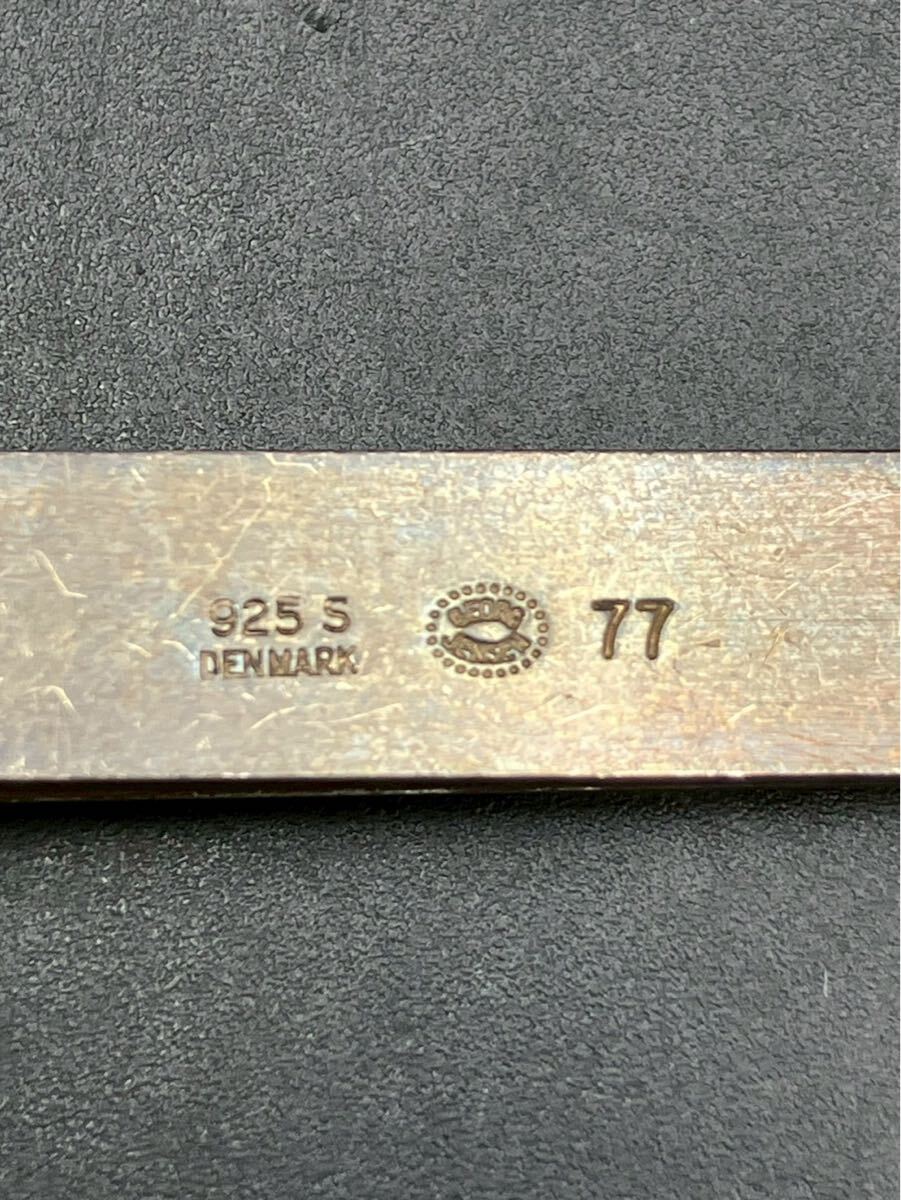 925 S
DENMARK
GEORG
JENSEN
77